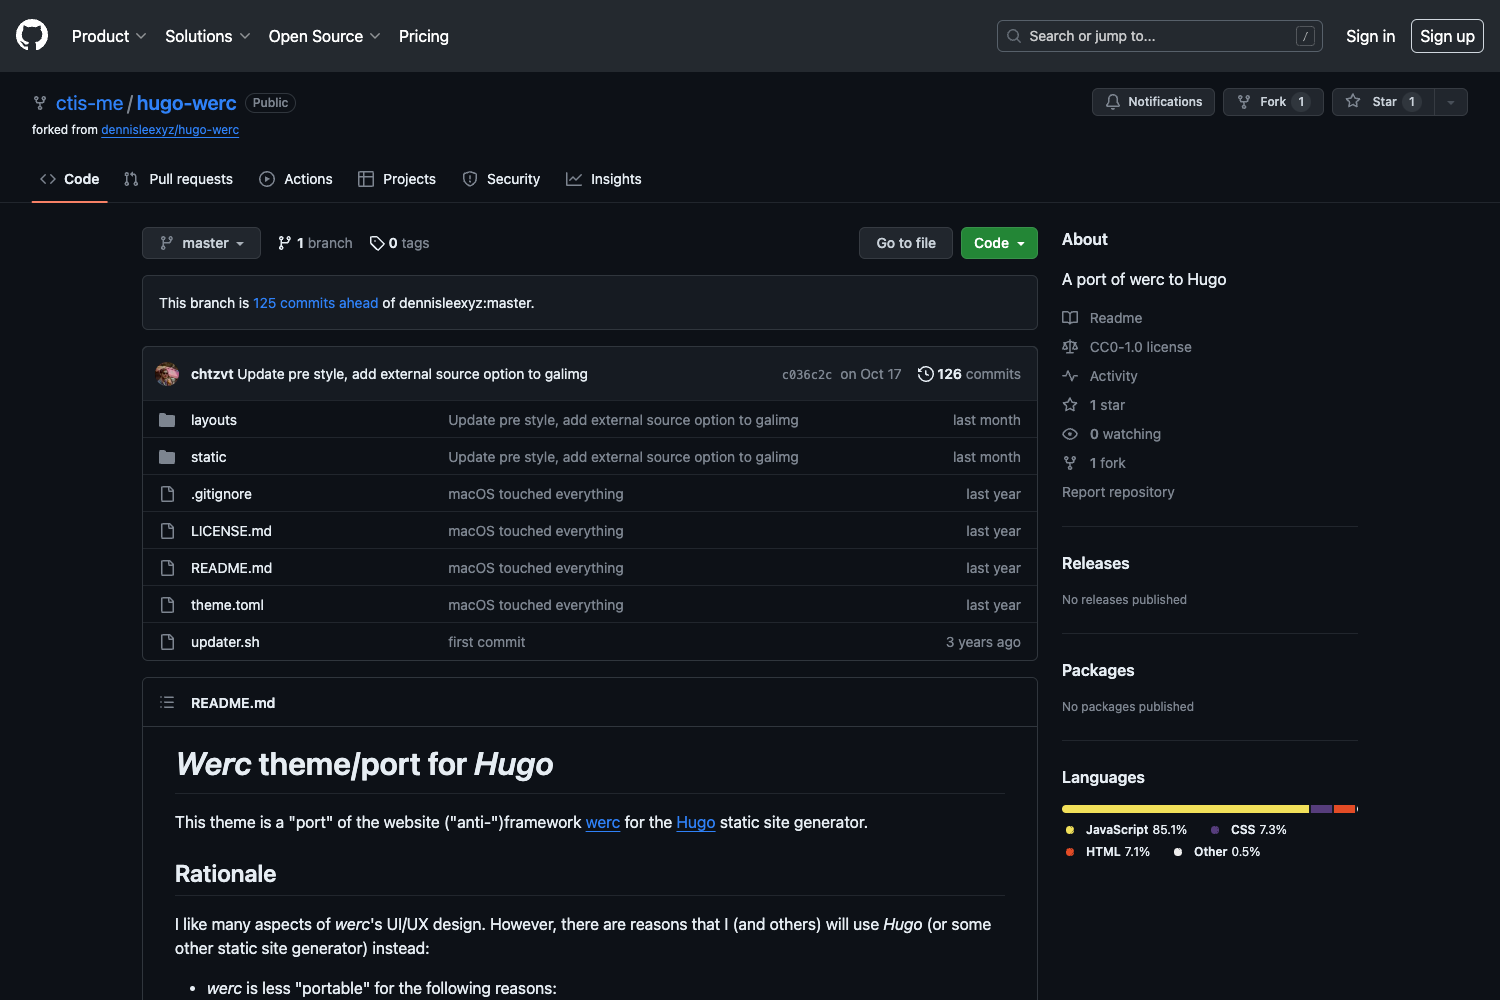 Product Solutions Open Source Pricing Search or jump to... / Sign in Sign up
ctis-me / hugo-werc Public Notifications Fork 1 Star 1
forked from dennisleexyz/hugo-werc
Code Pull requests Actions Projects Security Insights
master 1 branch 0 tags Go to file Code
This branch is 125 commits ahead of dennisleexyz:master.
chtzvt Update pre style, add external source option to galimg c036c2c on Oct 17 126 commits
layouts Update pre style, add external source option to galimg last month
static Update pre style, add external source option to galimg last month
.gitignore macOS touched everything last year
LICENSE.md macOS touched everything last year
README.md macOS touched everything last year
theme.toml macOS touched everything last year
updater.sh first commit 3 years ago
README.md
Werc theme/port for Hugo
This theme is a "port" of the website ("anti-")framework werc for the Hugo static site generator.
Rationale
I like many aspects of werc's UI/UX design. However, there are reasons that I (and others) will use Hugo (or some
other static site generator) instead:
• werc is less "portable" for the following reasons:
About
A port of werc to Hugo
Readme
CC0-1.0 license
Activity
1 star
0 watching
1 fork
Report repository
Releases
No releases published
Packages
No packages published
Languages
JavaScript 85.1% CSS 7.3%
HTML 7.1% Other 0.5%